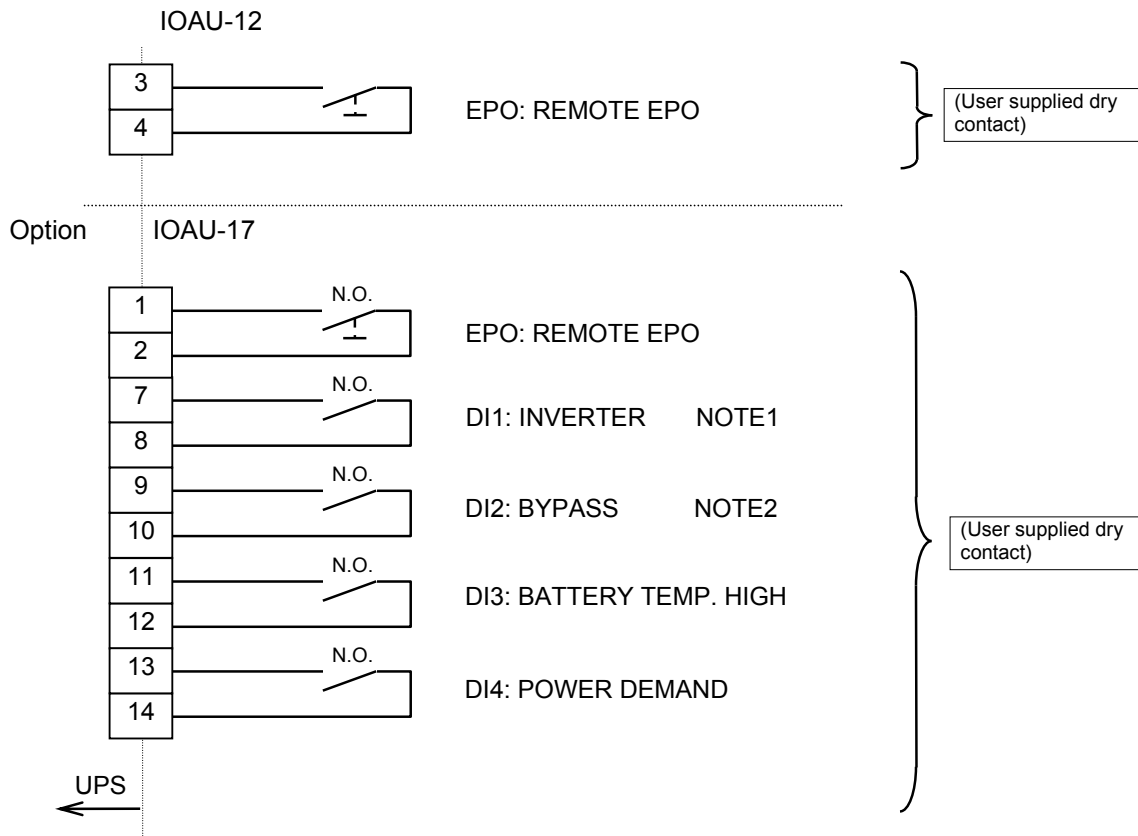 IOAU-12
3
4
EPO: REMOTE EPO
(User supplied dry
contact)
Option
IOAU-17
1
N.O.
2
EPO: REMOTE EPO
7
N.O.
8
DI1: INVERTER NOTE1
9
N.O.
10
DI2: BYPASS NOTE2
(User supplied dry
contact)
11
N.O.
12
DI3: BATTERY TEMP. HIGH
13
N.O.
14
DI4: POWER DEMAND
UPS